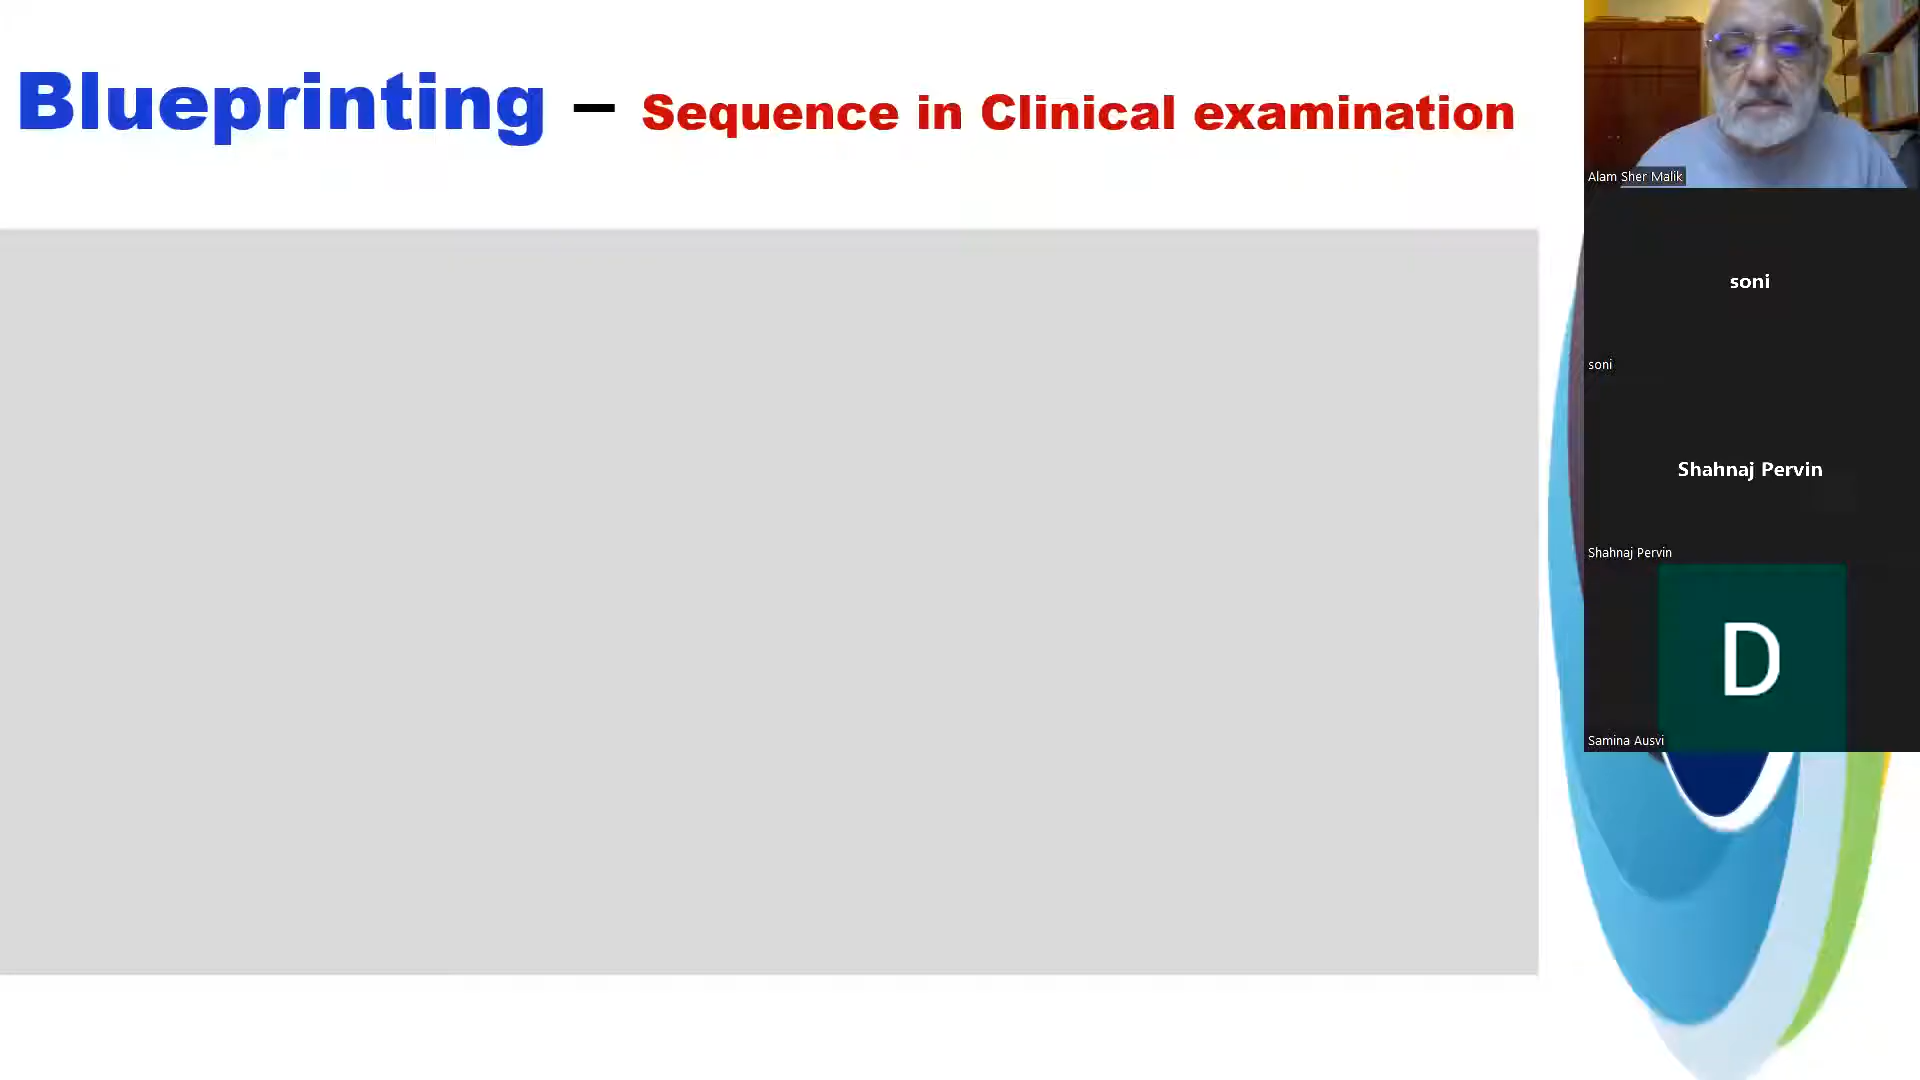 Blueprinting – Sequence in Clinical examination
Alam Sher Malik
soni
soni
Shahnaj Pervin
Shahnaj Pervin
D
Samina Ausvi